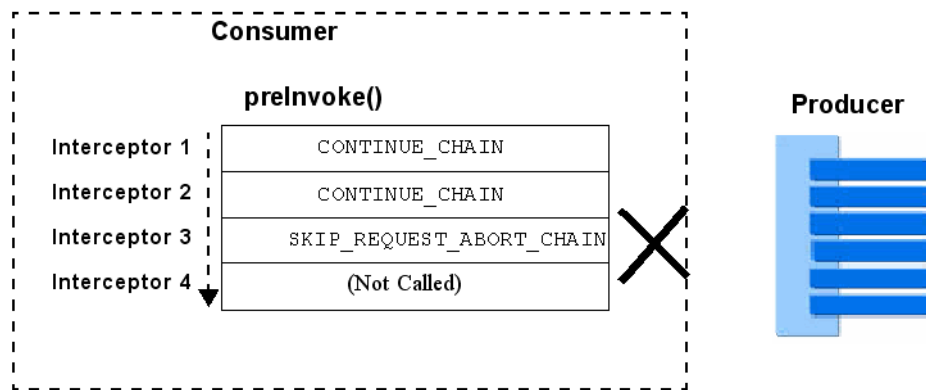 Consumer
preInvoke()
Producer
Interceptor 1 CONTINUE_CHAIN
Interceptor 2 CONTINUE_CHAIN
Interceptor 3 SKIP_REQUEST_ABORT_CHAIN
Interceptor 4 (Not Called)